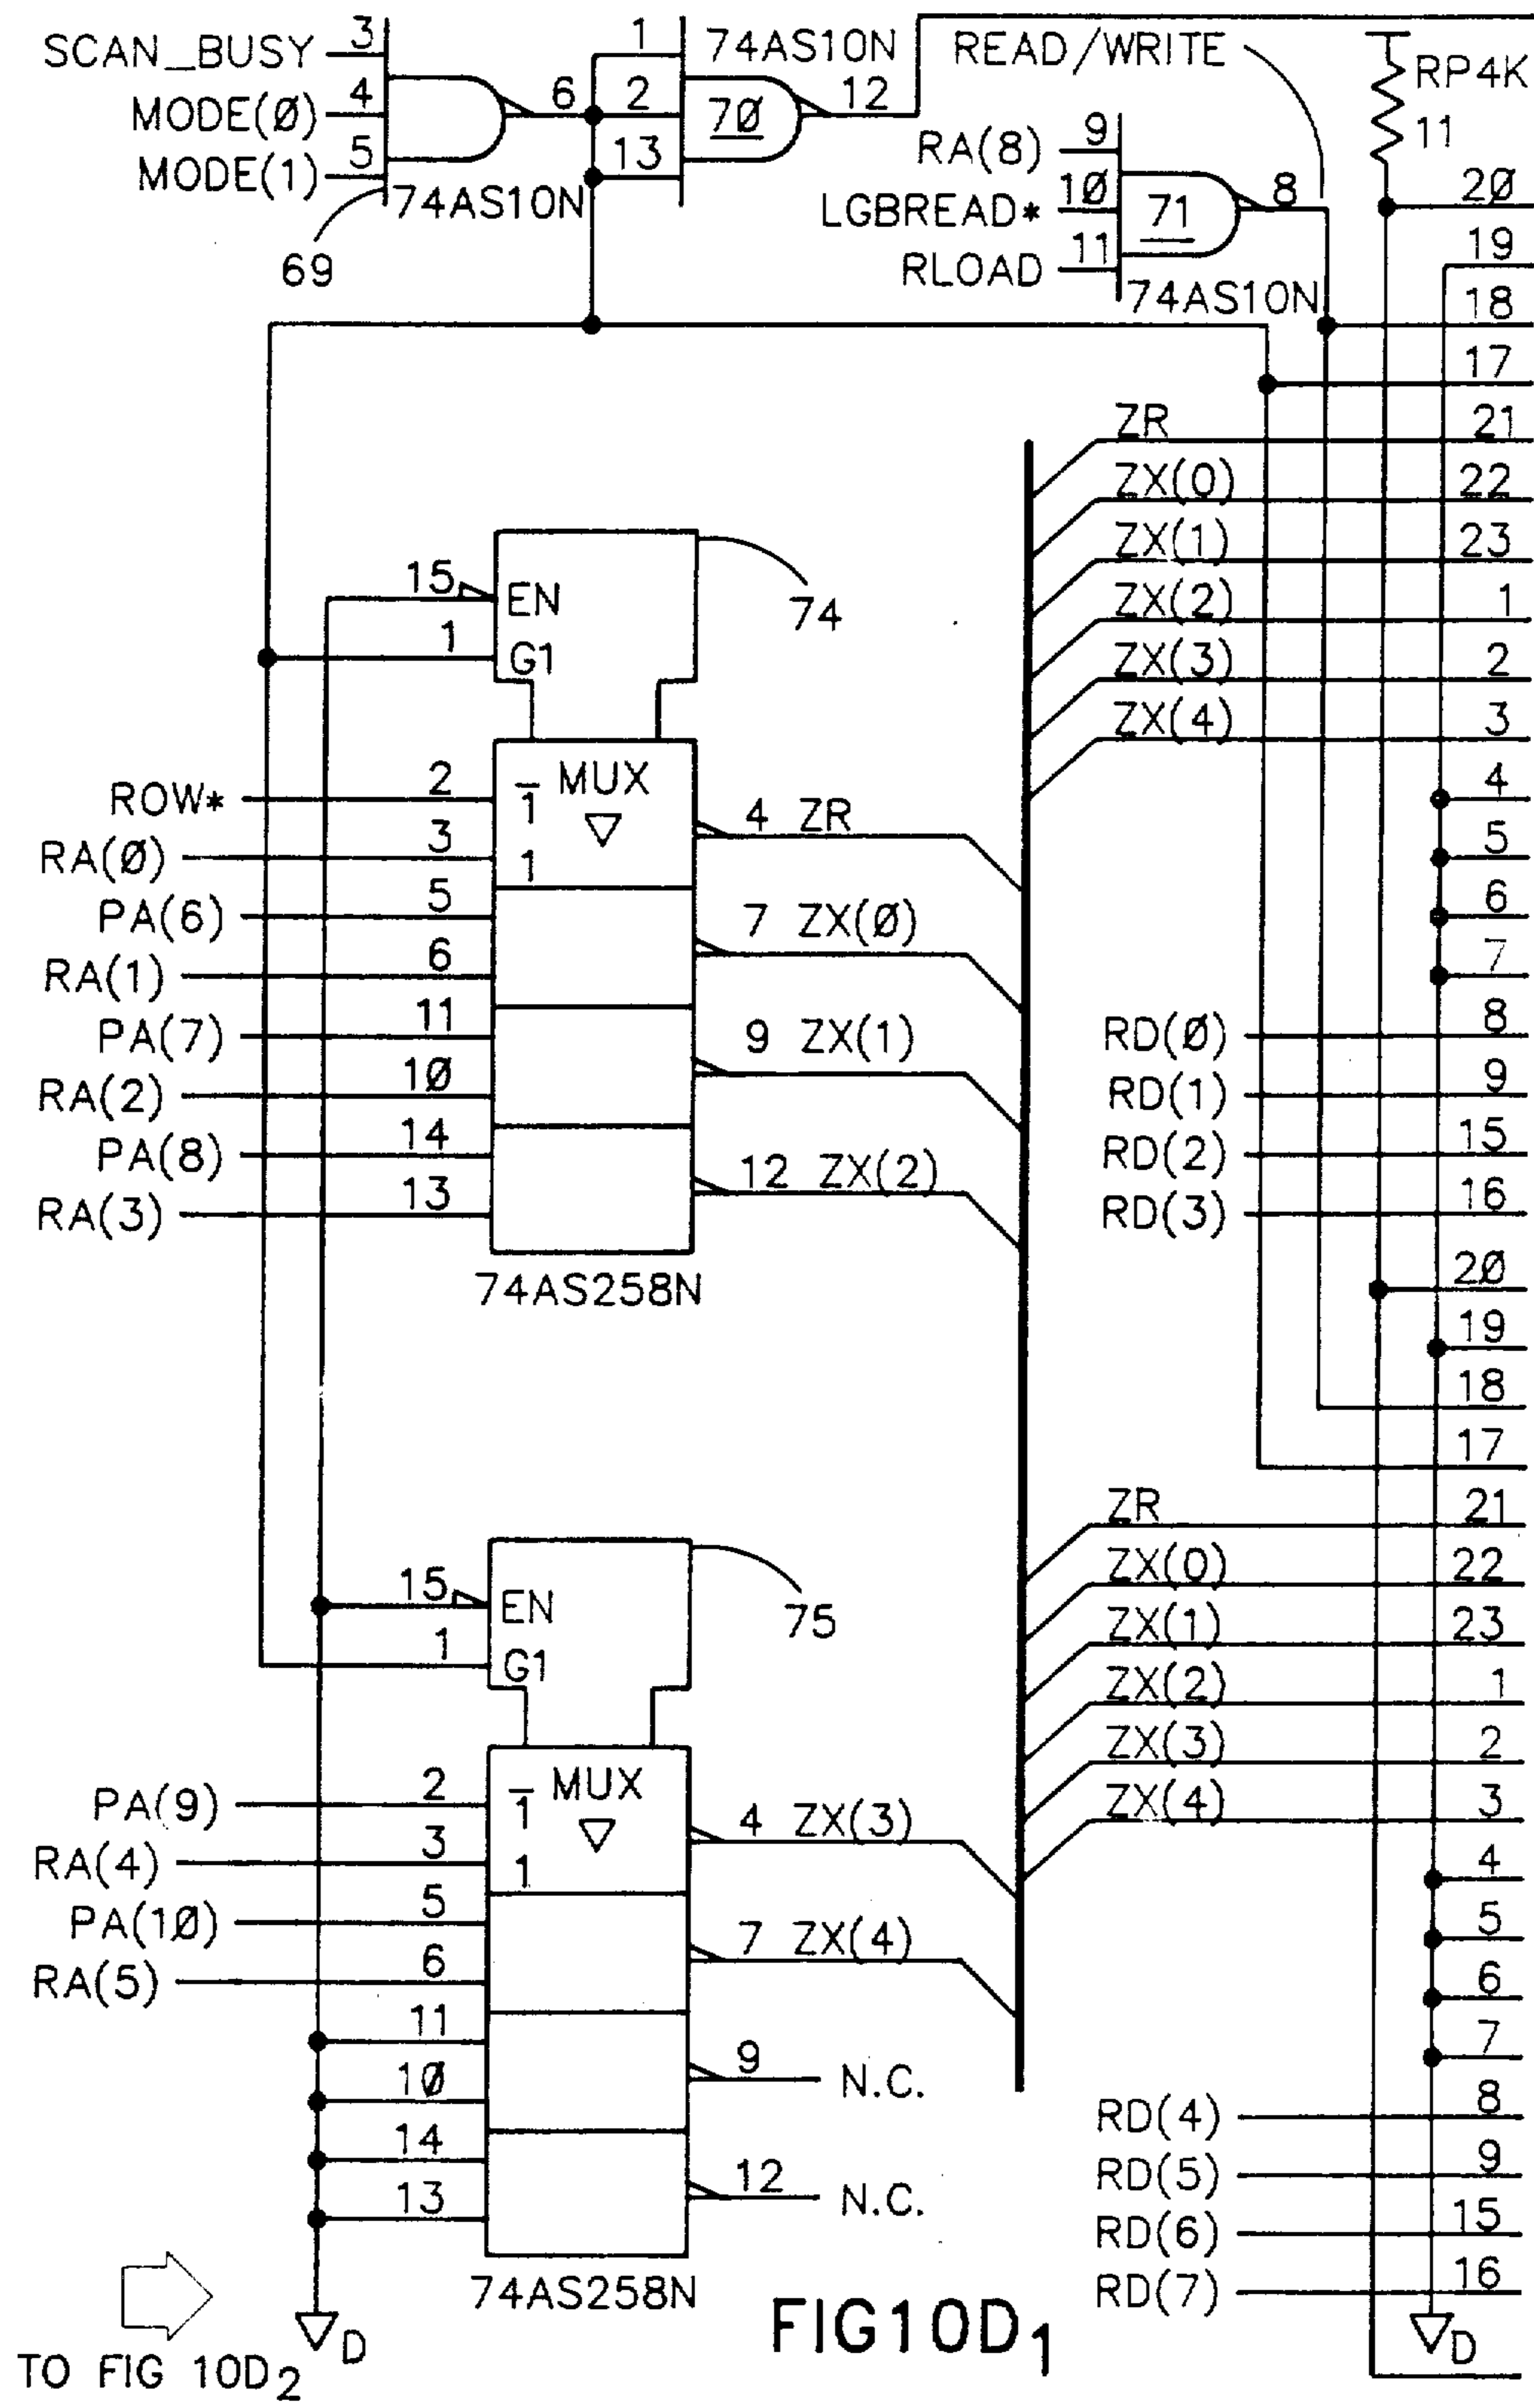 SCAN_BUSY 3
MODE(Ø) 4
MODE(1) 5
6
74AS10N
69
1
2
13
74AS10N
7Ø
12
READ/WRITE
RA(8) 9
LGBREAD* 1Ø
RLOAD 11
71
8
74AS10N
RP4K
11
2Ø
19
18
17
ZR 21
ZX(0) 22
ZX(1) 23
ZX(2) 1
ZX(3) 2
ZX(4) 3
4
5
6
7
RD(Ø) 8
RD(1) 9
RD(2) 15
RD(3) 16
15 EN
1 G1
74
MUX
ROW* 2 1
RA(Ø) 3 1
4 ZR
PA(6) 5
RA(1) 6
7 ZX(Ø)
PA(7) 11
RA(2) 1Ø
9 ZX(1)
PA(8) 14
RA(3) 13
12 ZX(2)
74AS258N
2Ø
19
18
17
ZR 21
ZX(0) 22
ZX(1) 23
ZX(2) 1
ZX(3) 2
ZX(4) 3
4
5
6
7
RD(4) 8
RD(5) 9
RD(6) 15
RD(7) 16
D
15 EN
1 G1
75
MUX
PA(9) 2 1
RA(4) 3 1
4 ZX(3)
PA(1Ø) 5
RA(5) 6
7 ZX(4)
11
1Ø
9 N.C.
14
13
12 N.C.
74AS258N
D
TO FIG 10D2
FIG10D1